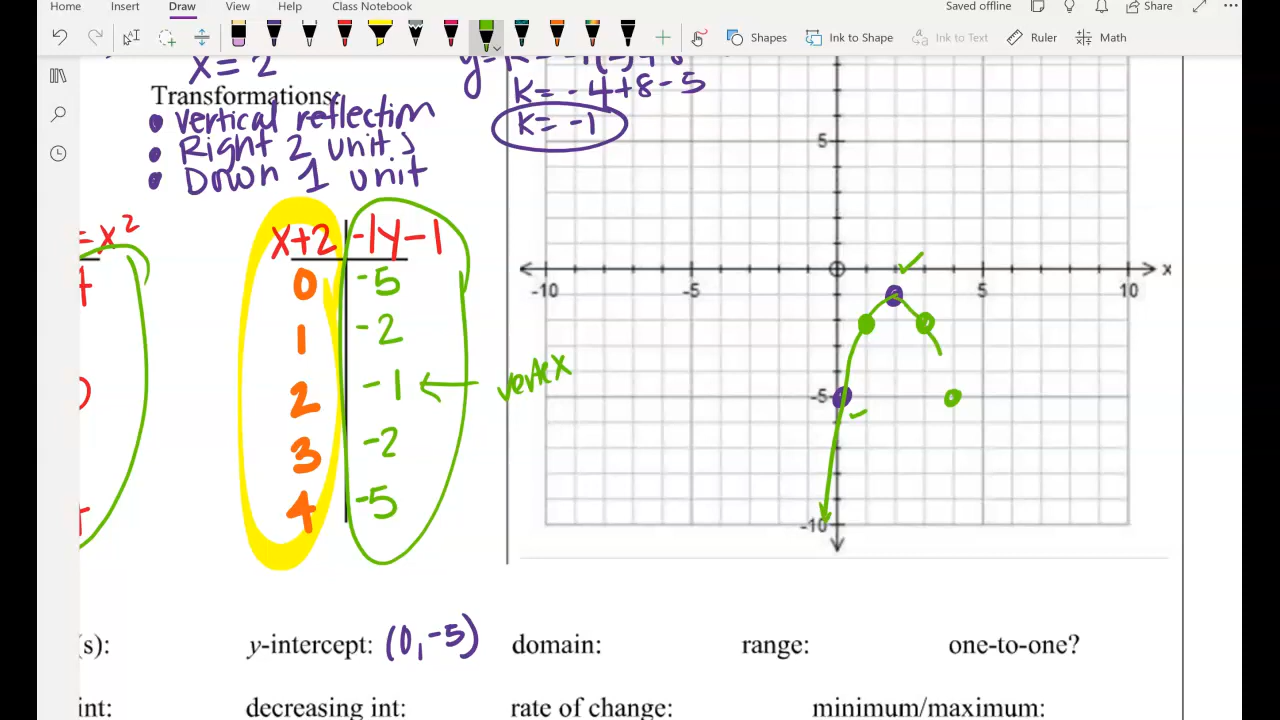 Home Insert Draw View Help Class Notebook Saved offline Share
Shapes Ink to Shape Ink to Text Ruler Math
x = 2
k = -4+8-5
Transformations:
k = -1
• Vertical reflection
• Right 2 units
• Down 1 unit
= x²
x+2 -1y-1
0 -5
1 -2
2 -1 ← vertex
3 -2
4 -5
5
x
-10 -5 5 10
-5
-10
(s): y-intercept: (0,-5) domain: range: one-to-one?
int: decreasing int: rate of change: minimum/maximum: